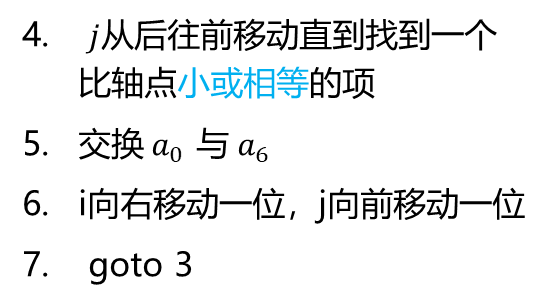 4. j从后往前移动直到找到一个
比轴点小或相等的项
5. 交换 a₀ 与 a₆
6. i向右移动一位，j向前移动一位
7. goto 3